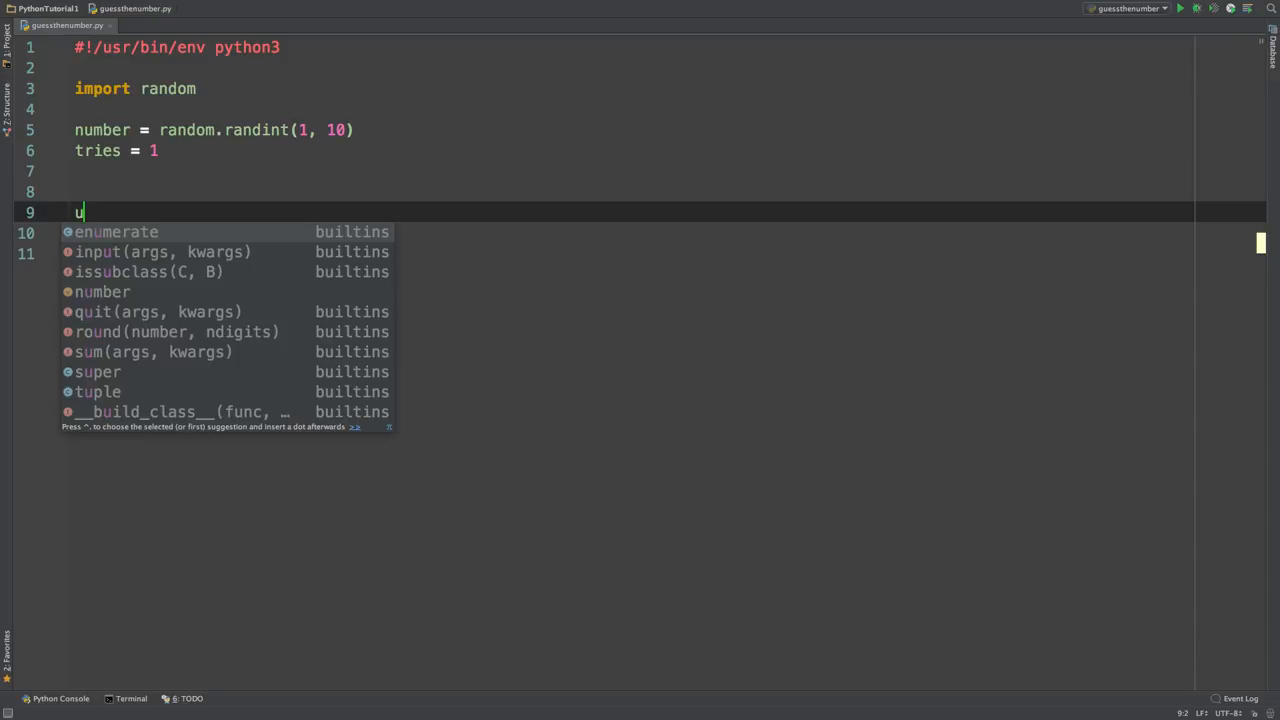 PythonTutorial1 guessthenumber.py guessthenumber
guessthenumber.py
1: Project
Z: Structure
2: Favorites
Database
1 #!/usr/bin/env python3
2
3 import random
4
5 number = random.randint(1, 10)
6 tries = 1
7
8
9 u
10
11
enumerate builtins
input(args, kwargs) builtins
issubclass(C, B) builtins
number
quit(args, kwargs) builtins
round(number, ndigits) builtins
sum(args, kwargs) builtins
super builtins
tuple builtins
__build_class__(func, … builtins
Press ^. to choose the selected (or first) suggestion and insert a dot afterwards >> π
Python Console Terminal 6: TODO Event Log
9:2 LF÷ UTF-8÷